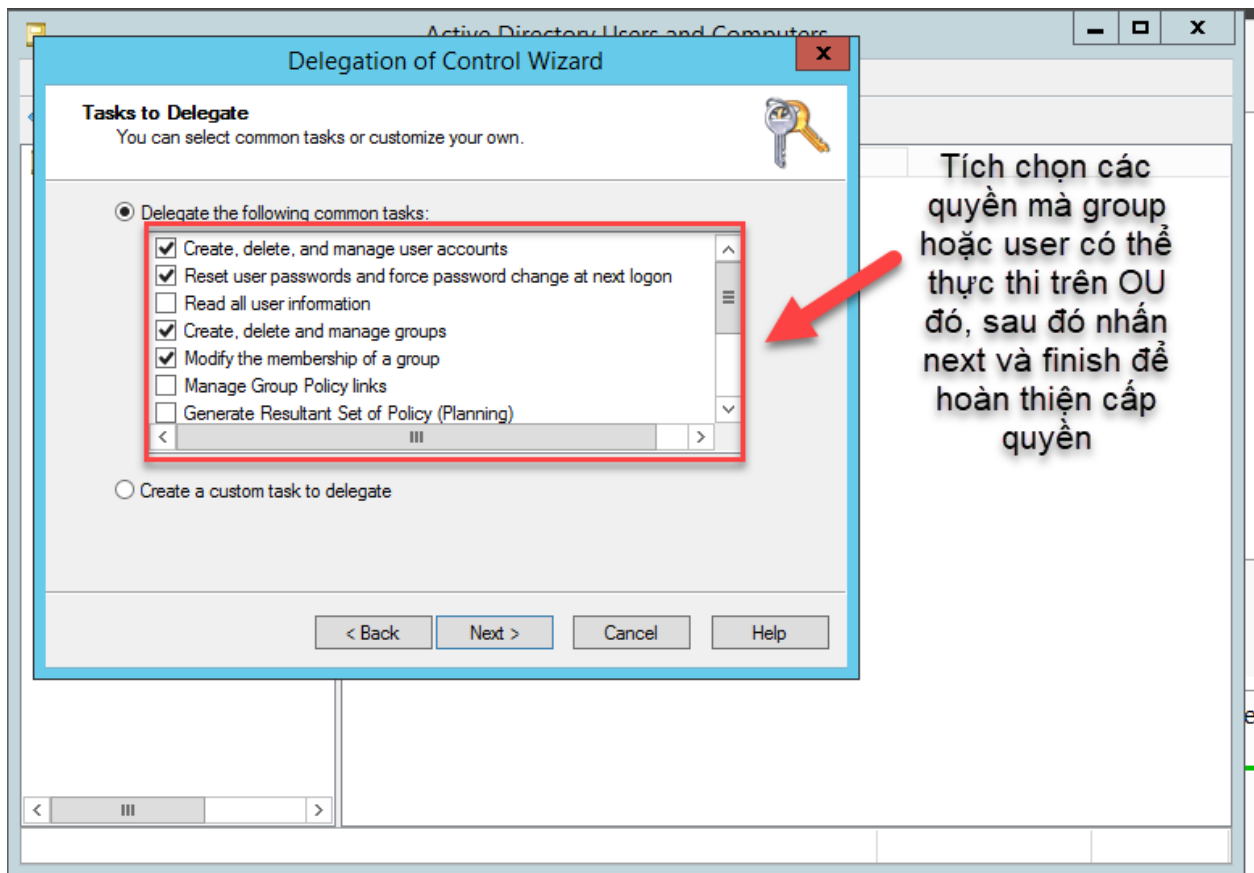 Active Directory Users and Computers
Delegation of Control Wizard
Tasks to Delegate
You can select common tasks or customize your own.
Delegate the following common tasks:
Create, delete, and manage user accounts
Reset user passwords and force password change at next logon
Read all user information
Create, delete and manage groups
Modify the membership of a group
Manage Group Policy links
Generate Resultant Set of Policy (Planning)
Create a custom task to delegate
< Back
Next >
Cancel
Help
Tích chọn các
quyền mà group
hoặc user có thể
thực thi trên OU
đó, sau đó nhấn
next và finish để
hoàn thiện cấp
quyền